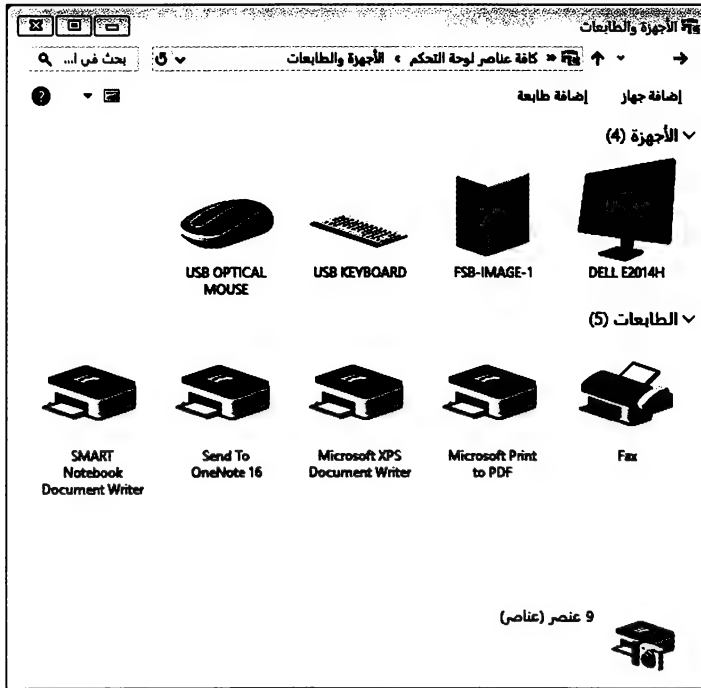 الأجهزة والطابعات
كافة عناصر لوحة التحكم
الأجهزة والطابعات
بحث في ا...
إضافة جهاز
إضافة طابعة
الأجهزة (4)
DELL E2014H
FSB-IMAGE-1
USB KEYBOARD
USB OPTICAL
MOUSE
الطابعات (5)
Fax
Microsoft Print
to PDF
Microsoft XPS
Document Writer
Send To
OneNote 16
SMART
Notebook
Document Writer
9 عنصر (عناصر)